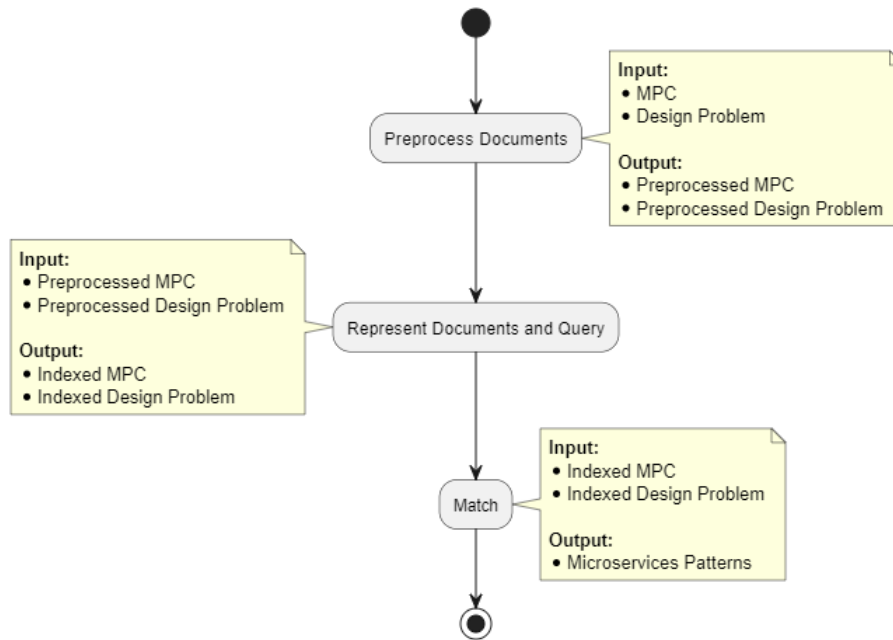 Input:
• MPC
• Design Problem
Output:
• Preprocessed MPC
• Preprocessed Design Problem
Preprocess Documents
Input:
• Preprocessed MPC
• Preprocessed Design Problem
Output:
• Indexed MPC
• Indexed Design Problem
Represent Documents and Query
Input:
• Indexed MPC
• Indexed Design Problem
Output:
• Microservices Patterns
Match